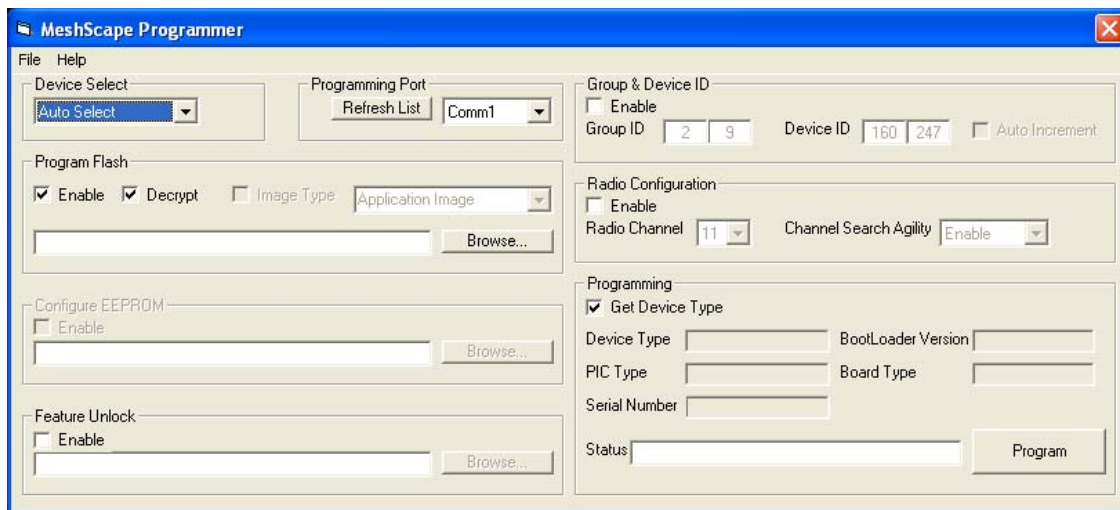 MeshScape Programmer
File Help
Device Select
Auto Select
Programming Port
Refresh List Comm1
Program Flash
Enable Decrypt Image Type Application Image
Browse...
Configure EEPROM
Enable
Browse...
Feature Unlock
Enable
Browse...
Group & Device ID
Enable
Group ID 2 9 Device ID 160 247 Auto Increment
Radio Configuration
Enable
Radio Channel 11 Channel Search Agility Enable
Programming
Get Device Type
Device Type BootLoader Version
PIC Type Board Type
Serial Number
Status Program